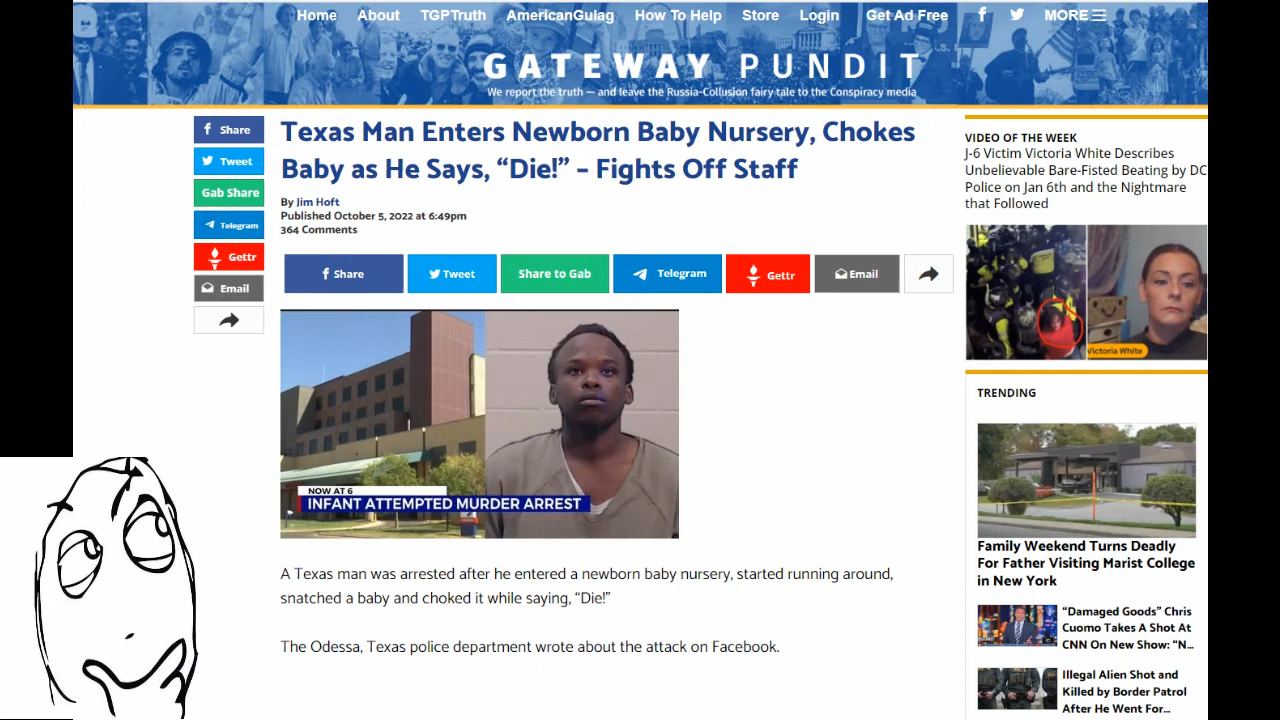 Home About TGPTruth AmericanGulag How To Help Store Login Get Ad Free MORE
GATEWAY PUNDIT
We report the truth — and leave the Russia-Collusion fairy tale to the Conspiracy media
Share
Tweet
Gab Share
Telegram
Gettr
Email
Texas Man Enters Newborn Baby Nursery, Chokes
Baby as He Says, “Die!” – Fights Off Staff
By Jim Hoft
Published October 5, 2022 at 6:49pm
364 Comments
Share Tweet Share to Gab Telegram Gettr Email
NOW AT 6
INFANT ATTEMPTED MURDER ARREST
A Texas man was arrested after he entered a newborn baby nursery, started running around,
snatched a baby and choked it while saying, “Die!”
The Odessa, Texas police department wrote about the attack on Facebook.
VIDEO OF THE WEEK
J-6 Victim Victoria White Describes
Unbelievable Bare-Fisted Beating by DC
Police on Jan 6th and the Nightmare
that Followed
Victoria White
TRENDING
Family Weekend Turns Deadly
For Father Visiting Marist College
in New York
“Damaged Goods” Chris
Cuomo Takes A Shot At
CNN On New Show: “N...
Illegal Alien Shot and
Killed by Border Patrol
After He Went For...